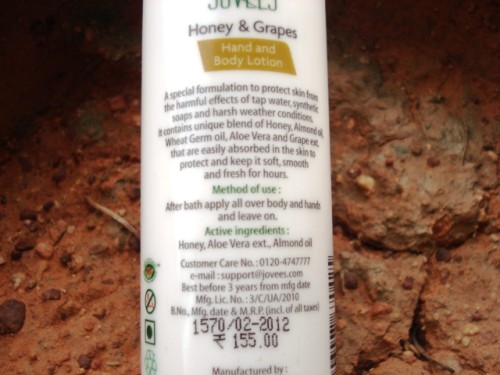 JOVEES
Honey & Grapes
Hand and
Body Lotion
A special formulation to protect skin from
the harmful effects of tap water, synthetic
soaps and harsh weather conditions.
It contains unique blend of Honey, Almond oil,
Wheat Germ oil, Aloe Vera and Grape ext,
that are easily absorbed in the skin to
protect and keep it soft, smooth
and fresh for hours.
Method of use :
After bath apply all over body and hands
and leave on.
Active ingredients :
Honey, Aloe Vera ext., Almond oil
Customer Care No. : 0120-4747777
e-mail : support@jovees.com
Best before 3 years from mfg date
Mfg. Lic. No. : 3/C/UA/2010
B.No., Mfg. date & M.R.P. (incl. of all taxes)
1570/02-2012
₹ 155.00
Manufactured by :